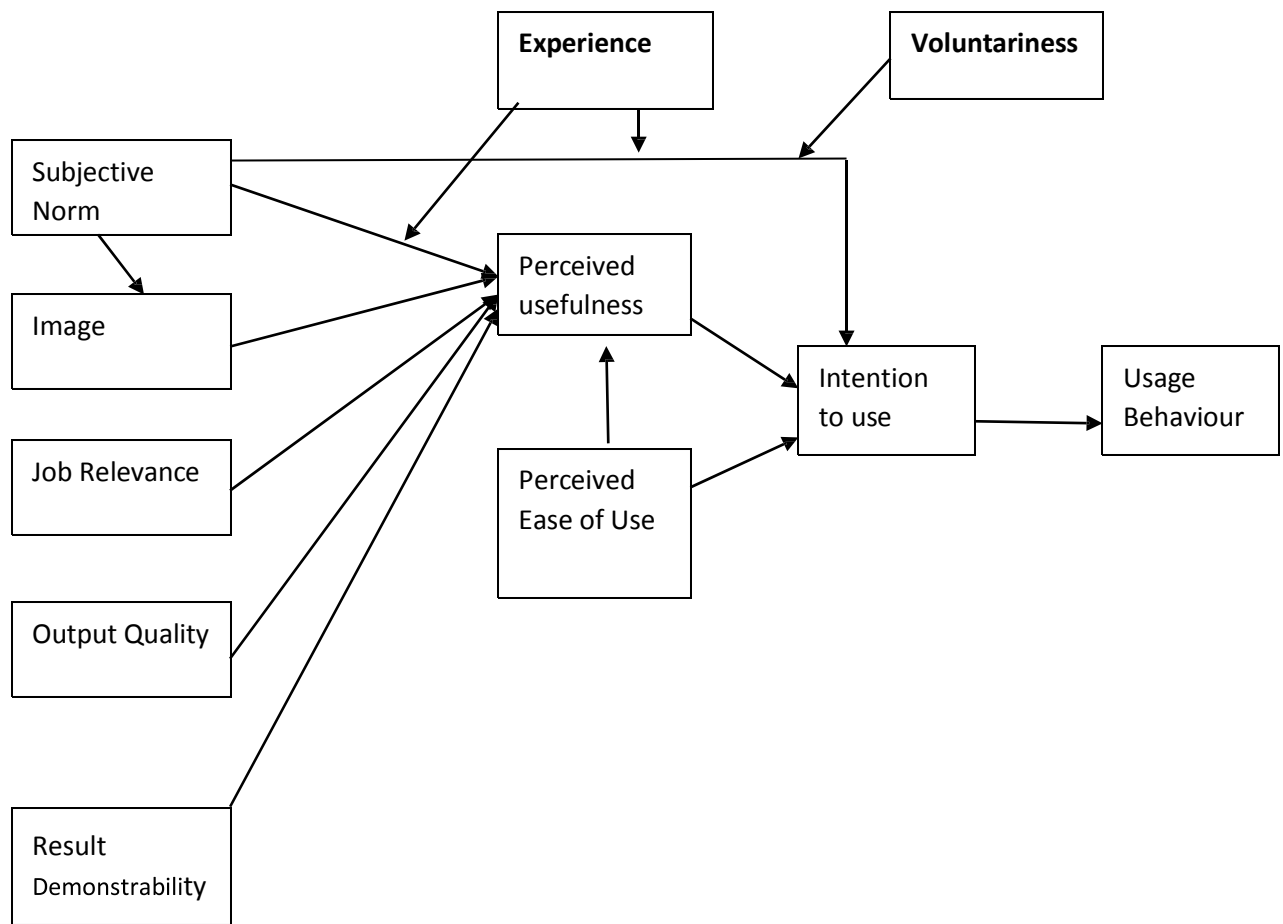 Experience
Voluntariness
Subjective
Norm
Image
Perceived
usefulness
Intention
to use
Usage
Behaviour
Job Relevance
Perceived
Ease of Use
Output Quality
Result
Demonstrability